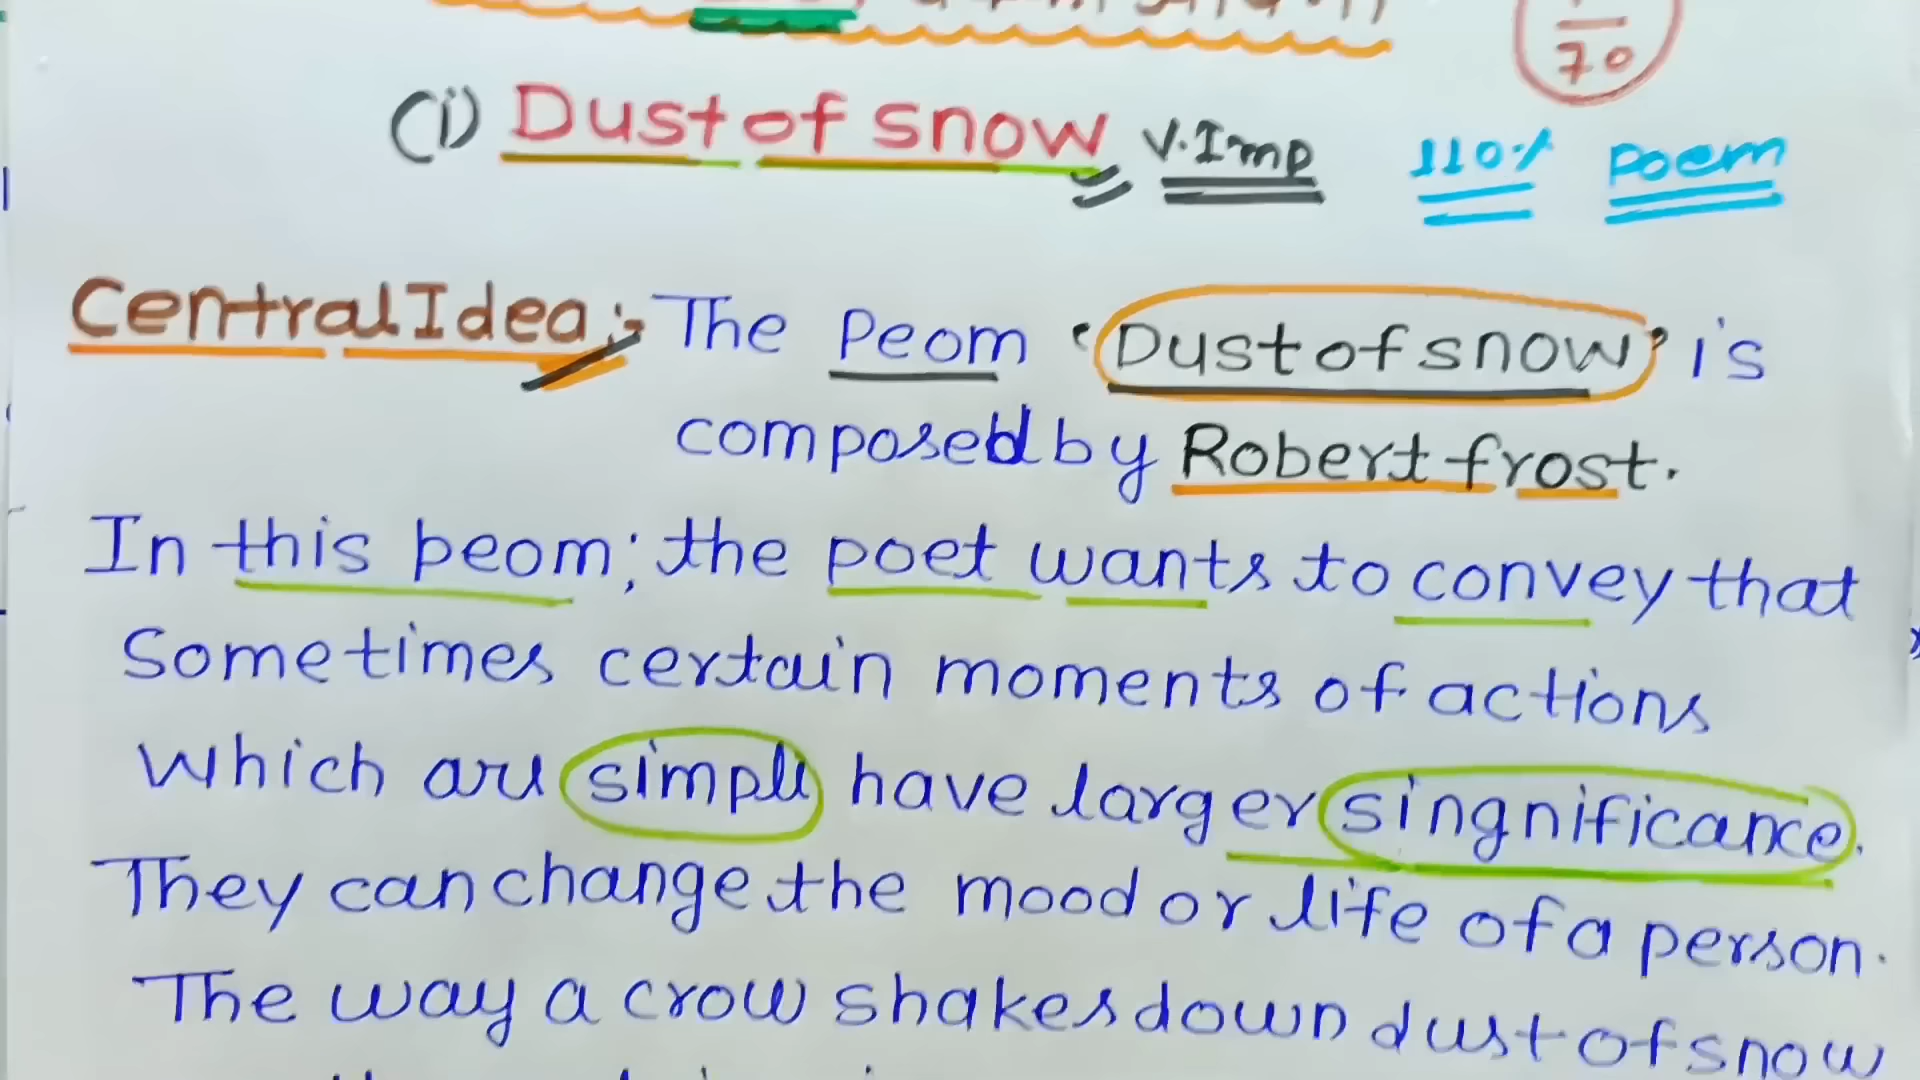 70
(i) Dust of snow V.Imp 110% Poem
Central Idea :- The Peom 'Dust of snow' is
composed by Robert frost.
In this peom; the poet wants to convey that
Sometimes certain moments of actions
which are simple have larger singnificance.
They can change the mood or life of a person.
The way a crow shakes down dust of snow